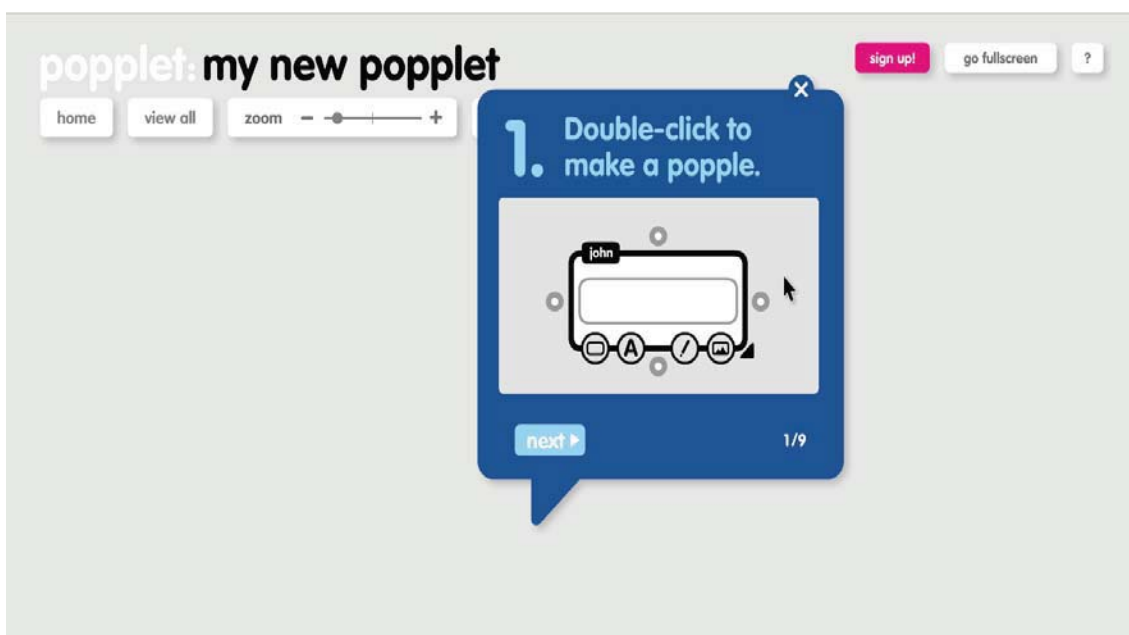 popplet: my new popplet
sign up!
go fullscreen
?
home
view all
zoom - +
X
1. Double-click to
make a popple.
john
A
next
1/9